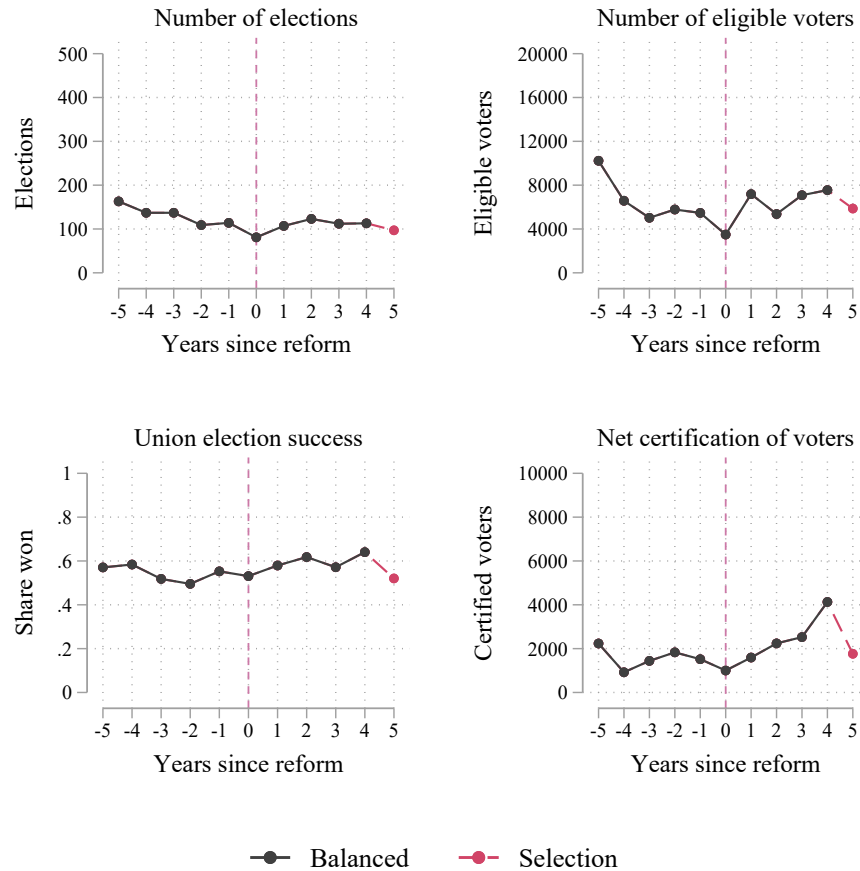 Number of elections
500
400
300
200
100
0
Elections
-5 -4 -3 -2 -1 0 1 2 3 4 5
Years since reform
Number of eligible voters
20000
16000
12000
8000
4000
0
Eligible voters
-5 -4 -3 -2 -1 0 1 2 3 4 5
Years since reform
Union election success
1
.8
.6
.4
.2
0
Share won
-5 -4 -3 -2 -1 0 1 2 3 4 5
Years since reform
Net certification of voters
10000
8000
6000
4000
2000
0
Certified voters
-5 -4 -3 -2 -1 0 1 2 3 4 5
Years since reform
Balanced Selection